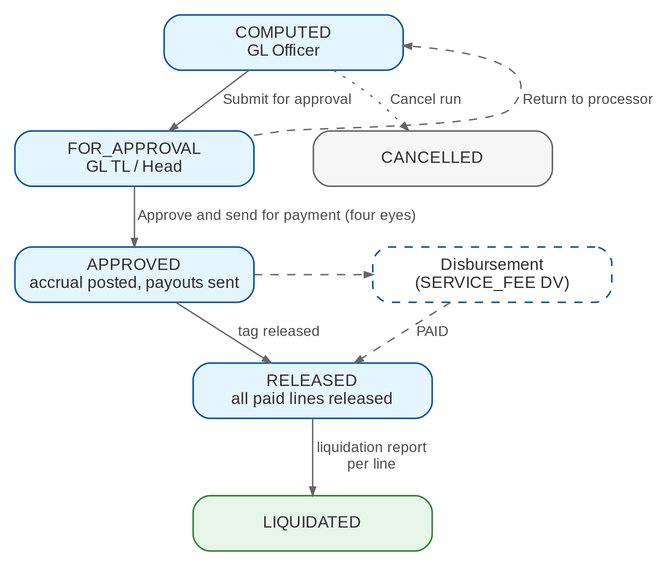 COMPUTED
GL Officer
Submit for approval
Cancel run
Return to processor
FOR_APPROVAL
GL TL / Head
CANCELLED
Approve and send for payment (four eyes)
APPROVED
accrual posted, payouts sent
Disbursement
(SERVICE_FEE DV)
tag released
PAID
RELEASED
all paid lines released
liquidation report
per line
LIQUIDATED